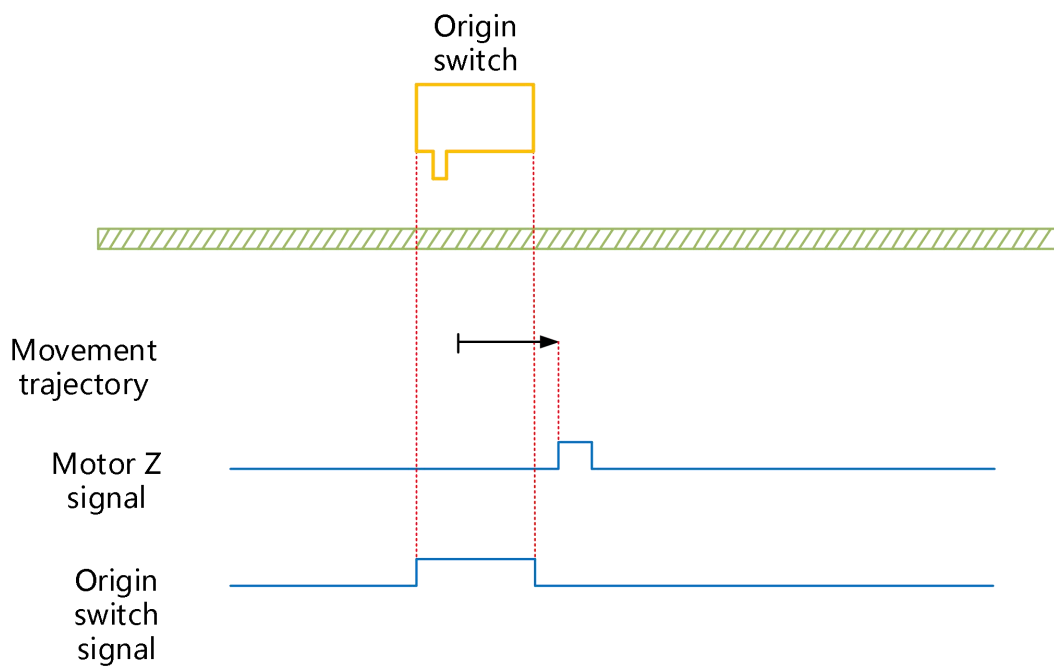 Origin
switch
Movement
trajectory
Motor Z
signal
Origin
switch
signal